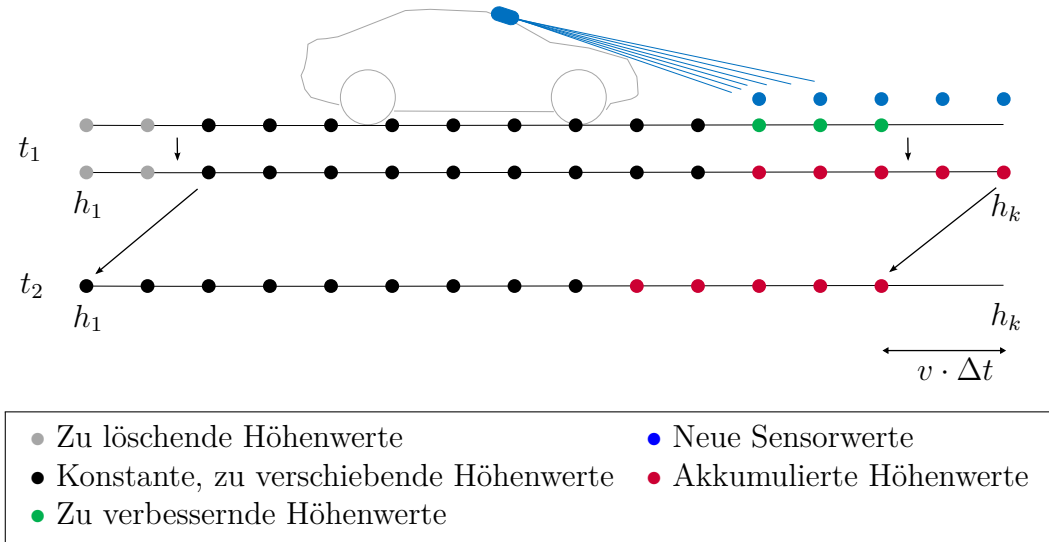 t₁
h₁
hₖ
t₂
h₁
hₖ
v · Δt
Zu löschende Höhenwerte
Konstante, zu verschiebende Höhenwerte
Zu verbessernde Höhenwerte
Neue Sensorwerte
Akkumulierte Höhenwerte